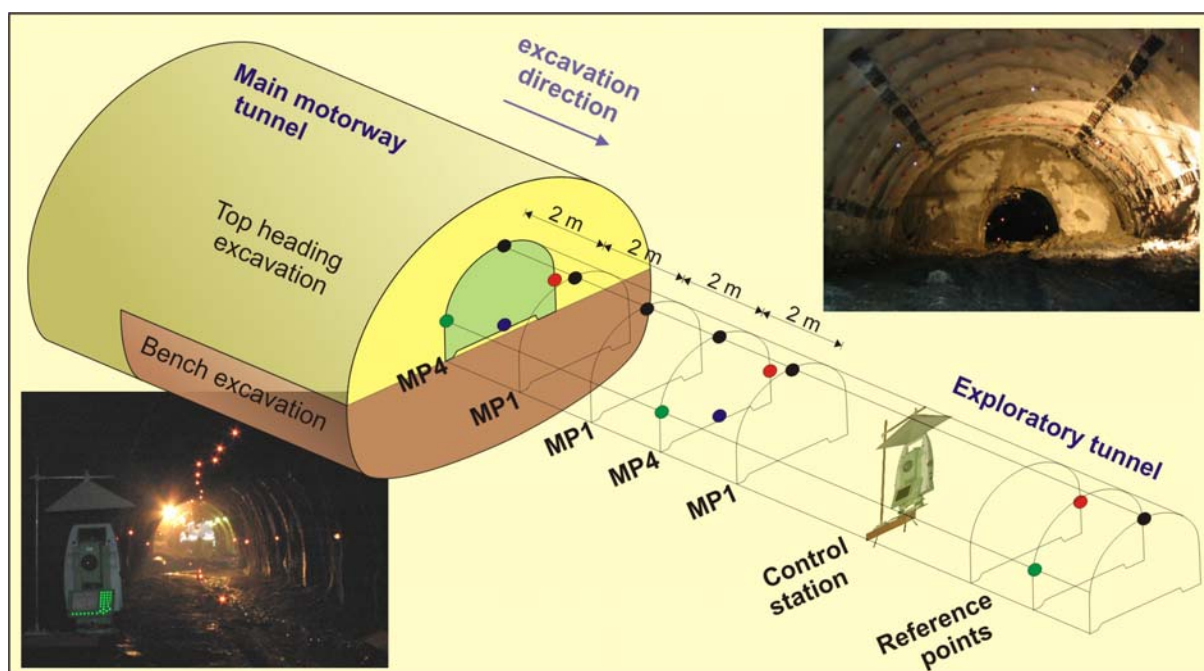 excavation
direction
Main motorway
tunnel
Top heading
excavation
Bench excavation
2 m
2 m
2 m
2 m
MP4
MP1
MP1
MP4
MP1
Exploratory tunnel
Control
station
Reference
points